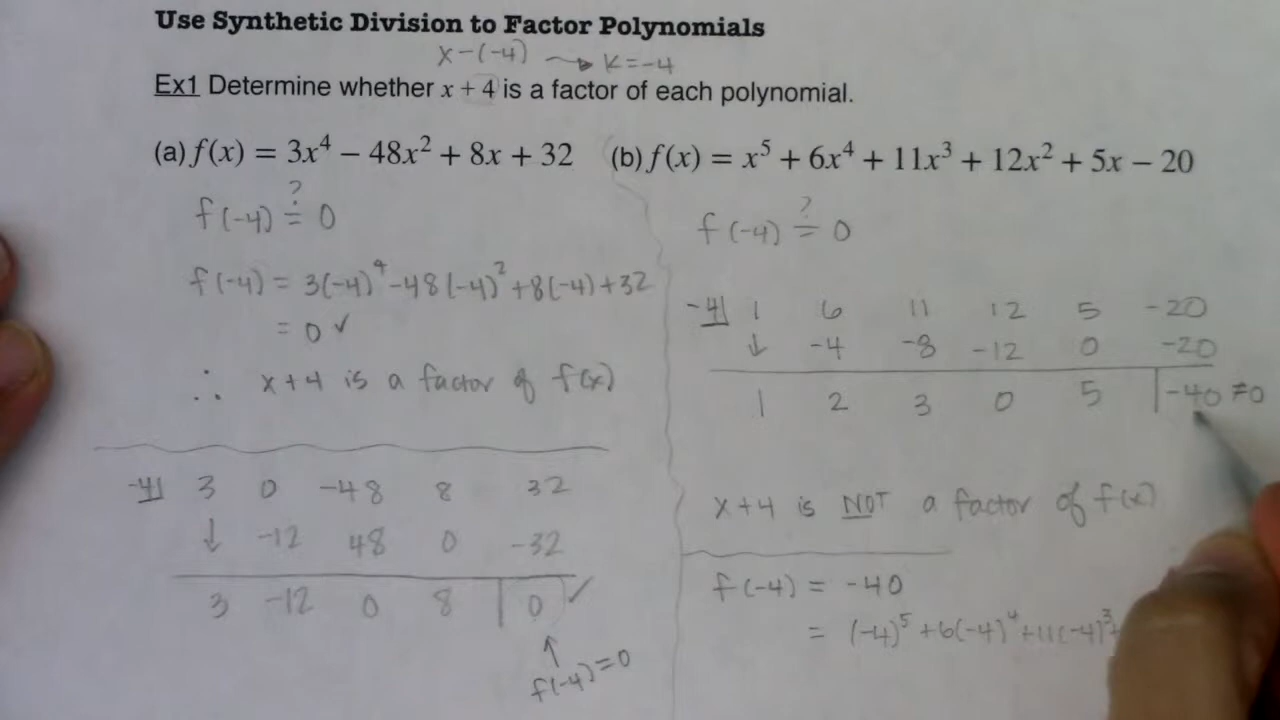 Use Synthetic Division to Factor Polynomials
x-(-4) → K=-4
Ex1 Determine whether x + 4 is a factor of each polynomial.
(a) f(x) = 3x⁴ – 48x² + 8x + 32
f(-4) ≟ 0
f(-4) = 3(-4)⁴-48(-4)²+8(-4)+32
= 0 ✓
∴ x+4 is a factor of f(x)
-4| 3 0 -48 8 32
↓ -12 48 0 -32
3 -12 0 8 |0 ✓
↑
f(-4)=0
(b) f(x) = x⁵ + 6x⁴ + 11x³ + 12x² + 5x – 20
f(-4) ≟ 0
-4| 1 6 11 12 5 -20
↓ -4 -8 -12 0 -20
1 2 3 0 5 |-40 ≠0
x+4 is NOT a factor of f(x)
f(-4) = -40
= (-4)⁵+6(-4)⁴+11(-4)³+